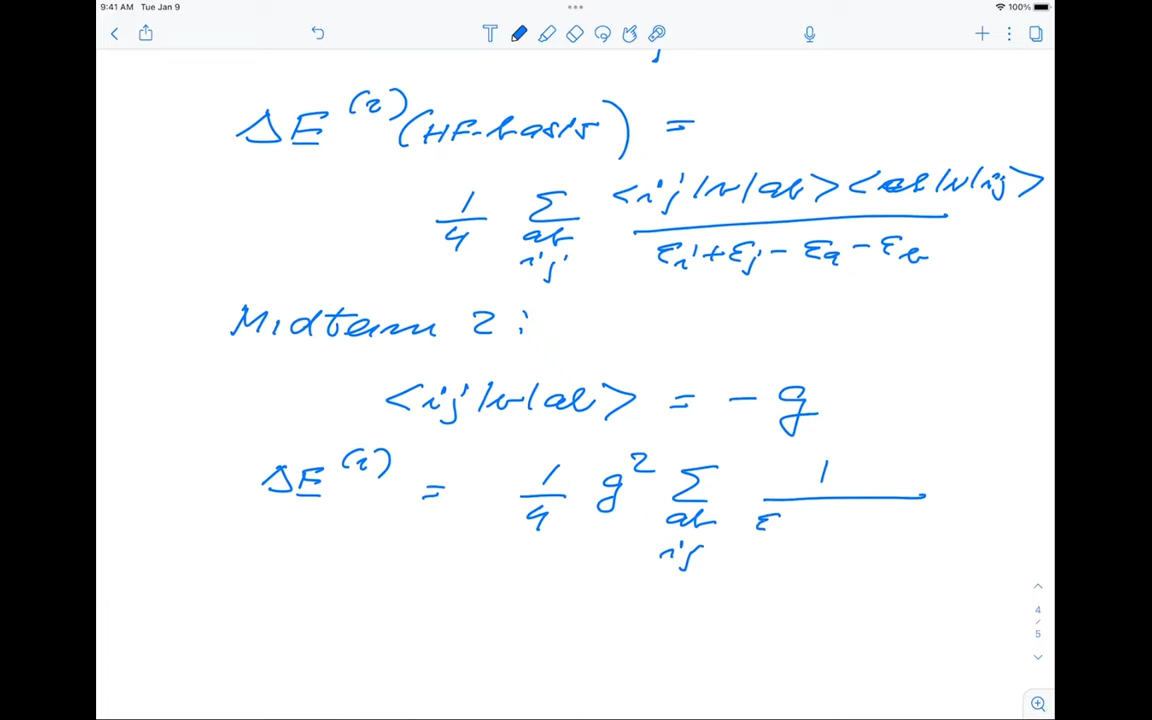 9:41 AM Tue Jan 9
100%
ΔE^(2) (HF-basis) =
1/4 Σ_{ab ij} <ij|v|ab><ab|v|ij> / (ε_i + ε_j - ε_a - ε_b)
Midterm 2 :
<ij|v|ab> = - g
ΔE^(2) = 1/4 g^2 Σ_{ab ij} 1 / ε
4
/
5